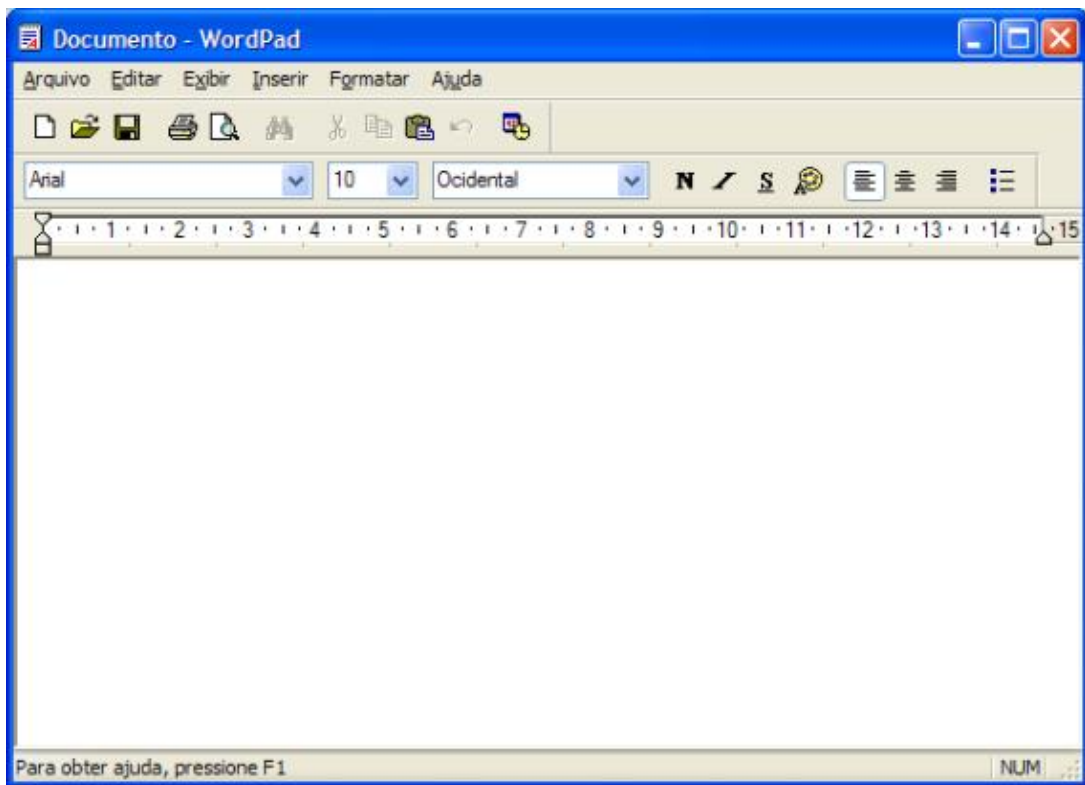 Documento - WordPad
Arquivo Editar Exibir Inserir Formatar Ajuda
Arial 10 Ocidental N I S
1 2 3 4 5 6 7 8 9 10 11 12 13 14 15
Para obter ajuda, pressione F1 NUM